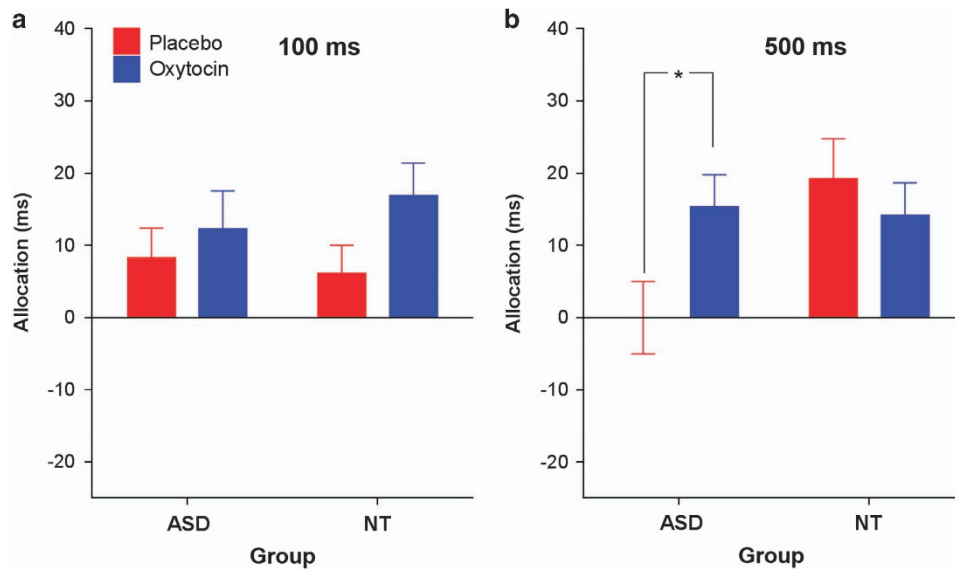 a
100 ms
Placebo
Oxytocin
Allocation (ms)
40
30
20
10
0
-10
-20
ASD
NT
Group
b
500 ms
*
Allocation (ms)
40
30
20
10
0
-10
-20
ASD
NT
Group